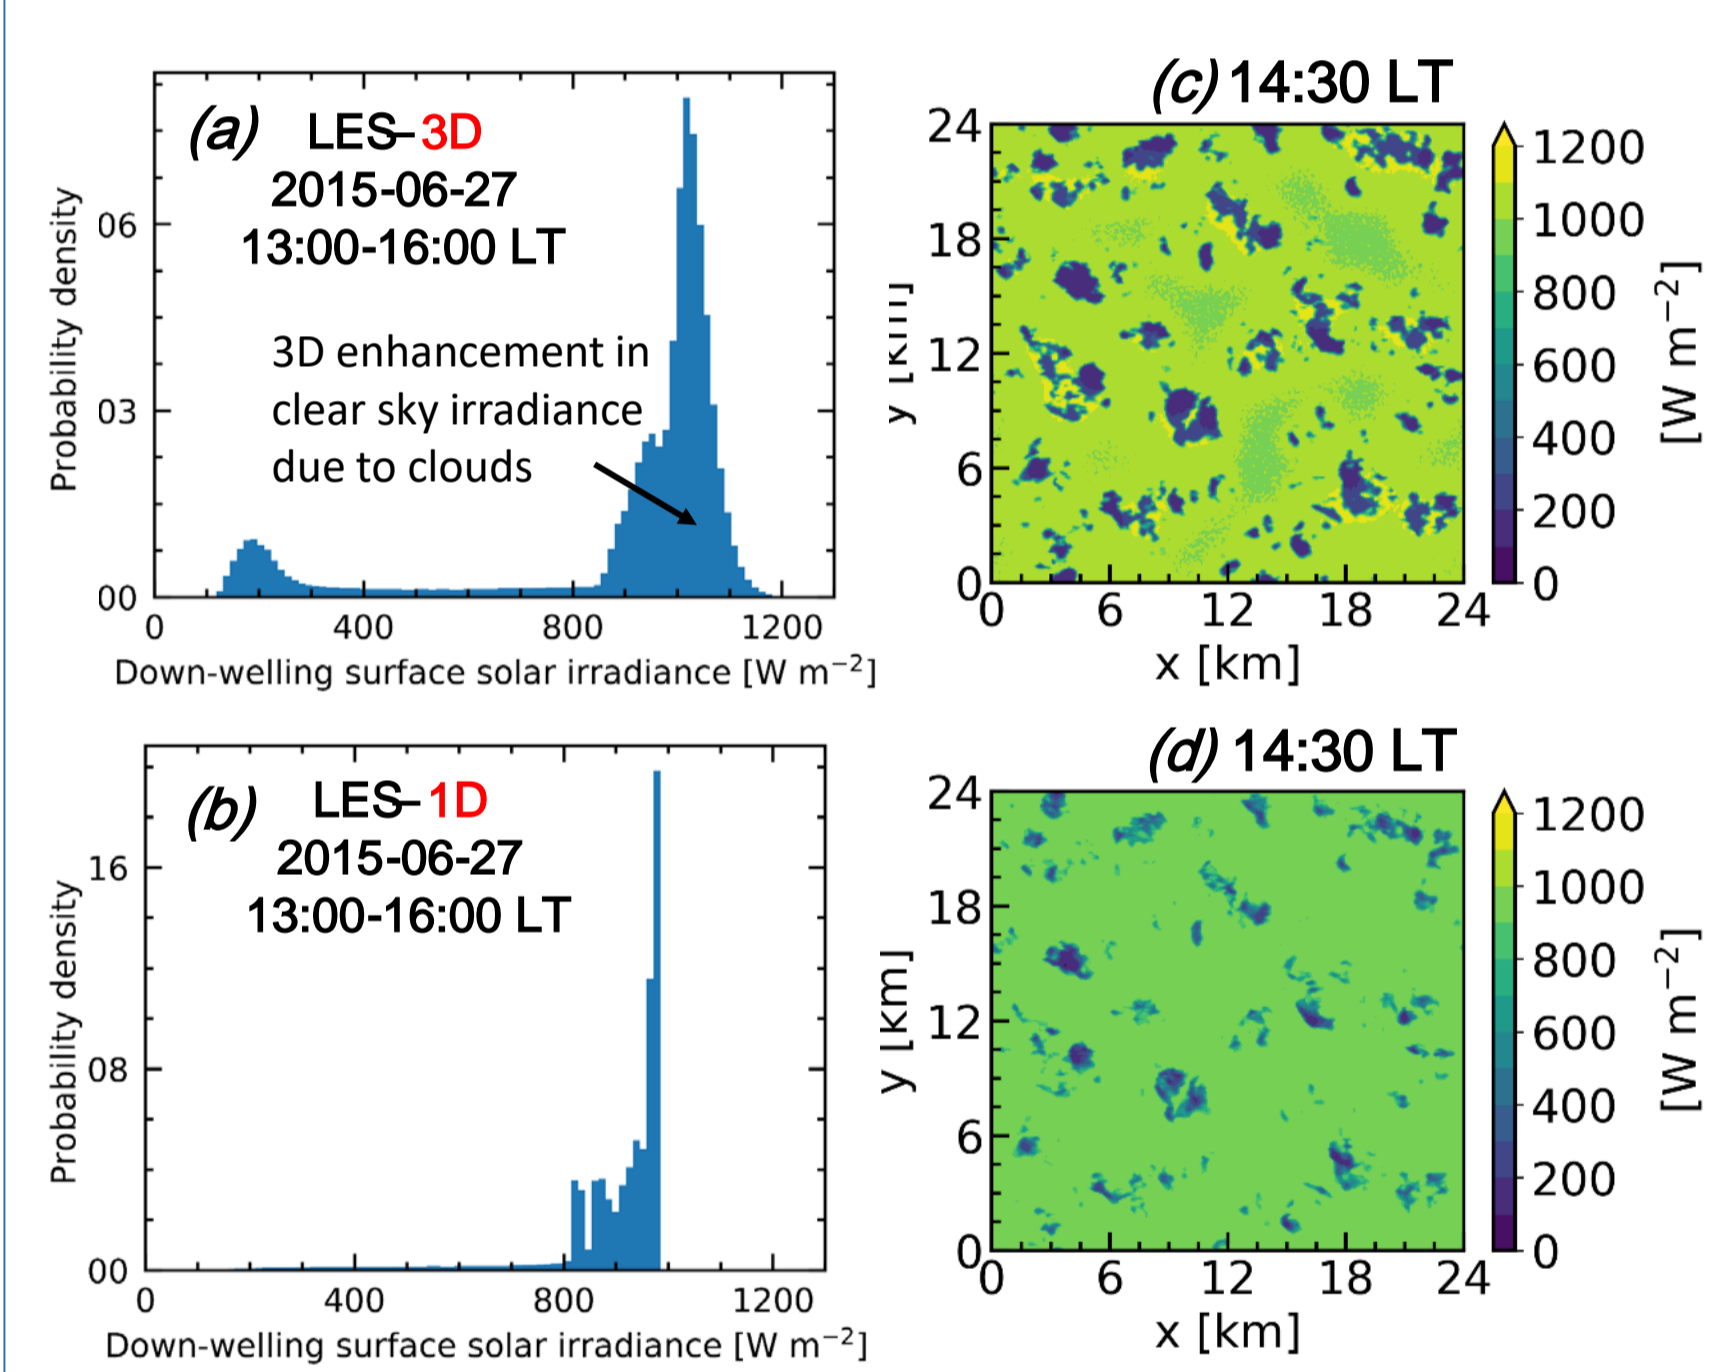 (a) LES–3D
2015-06-27
13:00-16:00 LT
3D enhancement in
clear sky irradiance
due to clouds
Probability density
06
03
00
0 400 800 1200
Down-welling surface solar irradiance [W m−2]
(c) 14:30 LT
24
18
12
6
0
y [km]
0 6 12 18 24
x [km]
1200
1000
800
600
400
200
0
[W m−2]
(b) LES–1D
2015-06-27
13:00-16:00 LT
Probability density
16
08
00
0 400 800 1200
Down-welling surface solar irradiance [W m−2]
(d) 14:30 LT
24
18
12
6
0
y [km]
0 6 12 18 24
x [km]
1200
1000
800
600
400
200
0
[W m−2]